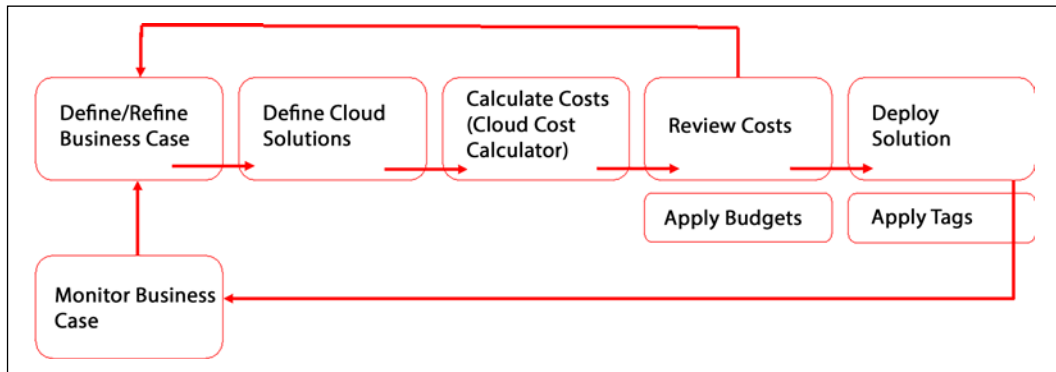 Define/Refine
Business Case
Define Cloud
Solutions
Calculate Costs
(Cloud Cost
Calculator)
Review Costs
Deploy
Solution
Apply Budgets
Apply Tags
Monitor Business
Case